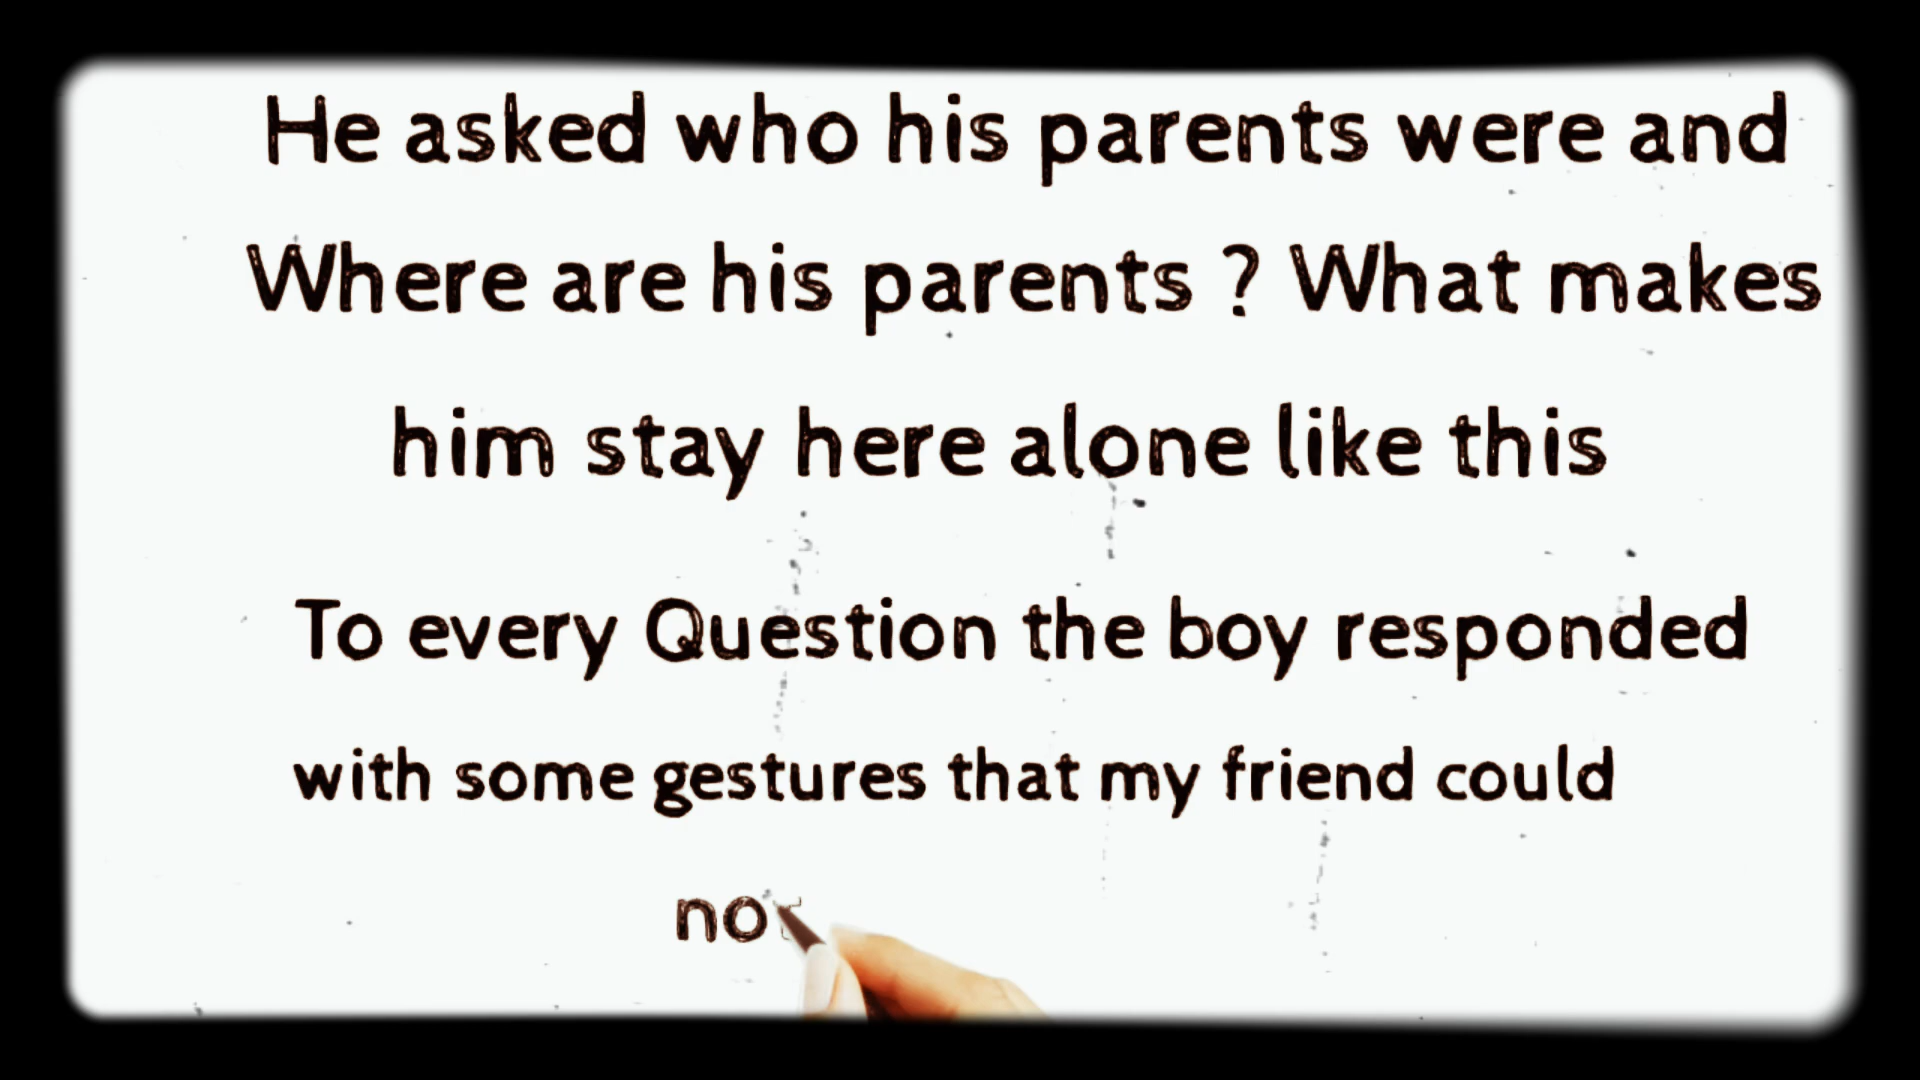 He asked who his parents were and
Where are his parents ? What makes
him stay here alone like this
To every Question the boy responded
with some gestures that my friend could
not